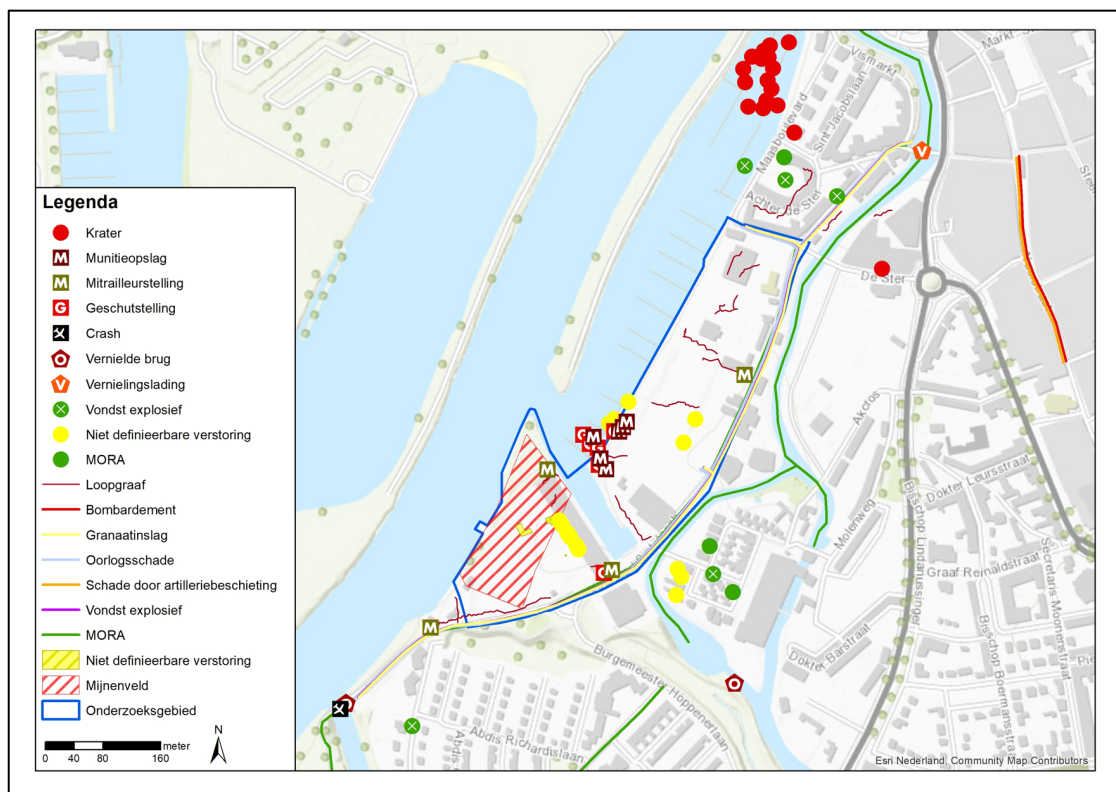 Legenda
Krater
Munitieopslag
Mitrailleurstelling
Geschutstelling
Crash
Vernielde brug
Vernielingslading
Vondst explosief
Niet definieerbare verstoring
MORA
Loopgraaf
Bombardement
Granaatinslag
Oorlogsschade
Schade door artilleriebeschieting
Vondst explosief
MORA
Niet definieerbare verstoring
Mijnenveld
Onderzoeksgebied
meter
0 40 80 160
N
Vismarkt
Sint Jacobslaan
Maasboulevard
Achter de Ster
De Ster
Akcros
Molenweg
Dokter Leursstraat
Bisschop Lindanussingel
Graaf Reinaldstraat
Secretaris Moonenstraat
Dokter Barstraat
Bisschop Boermansstraat
Burgemeester Hoppenerlaan
Abdis Richardislaan
Abdis
Esri Nederland, Community Map Contributors
M
M
M
M
G
V